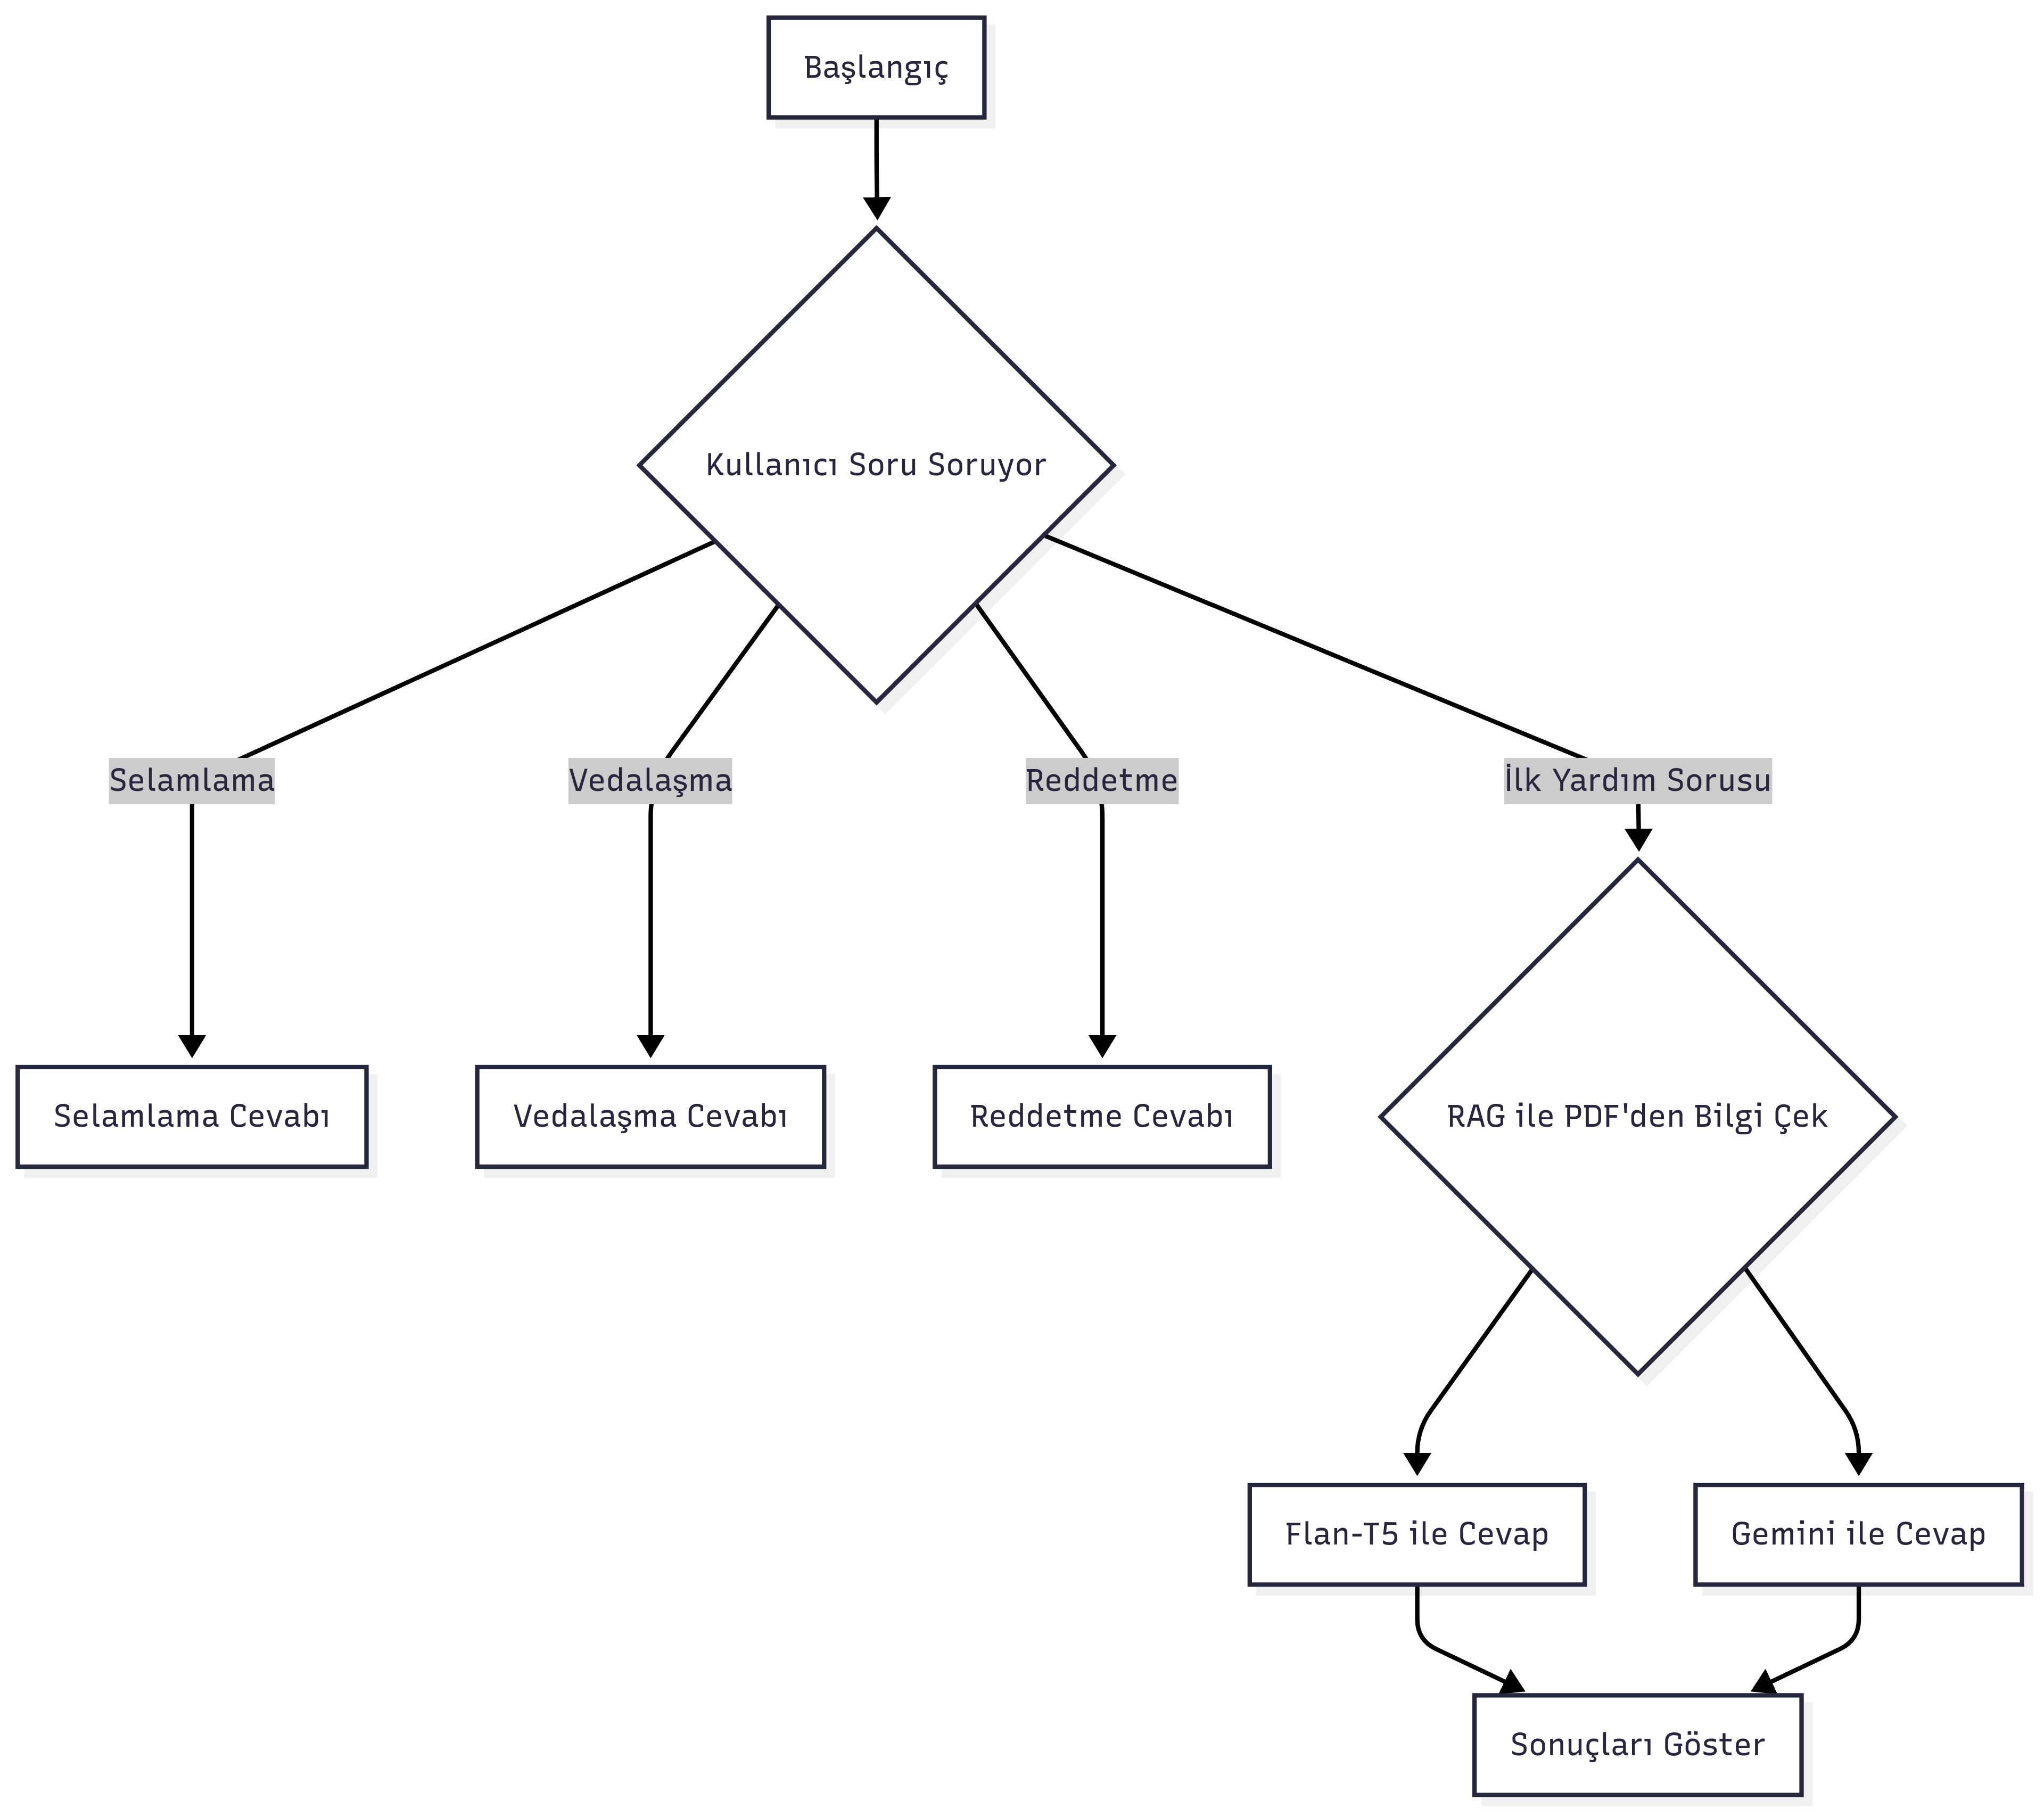 Başlangıç
Kullanıcı Soru Soruyor
Selamlama
Vedalaşma
Reddetme
İlk Yardım Sorusu
Selamlama Cevabı
Vedalaşma Cevabı
Reddetme Cevabı
RAG ile PDF'den Bilgi Çek
Flan-T5 ile Cevap
Gemini ile Cevap
Sonuçları Göster